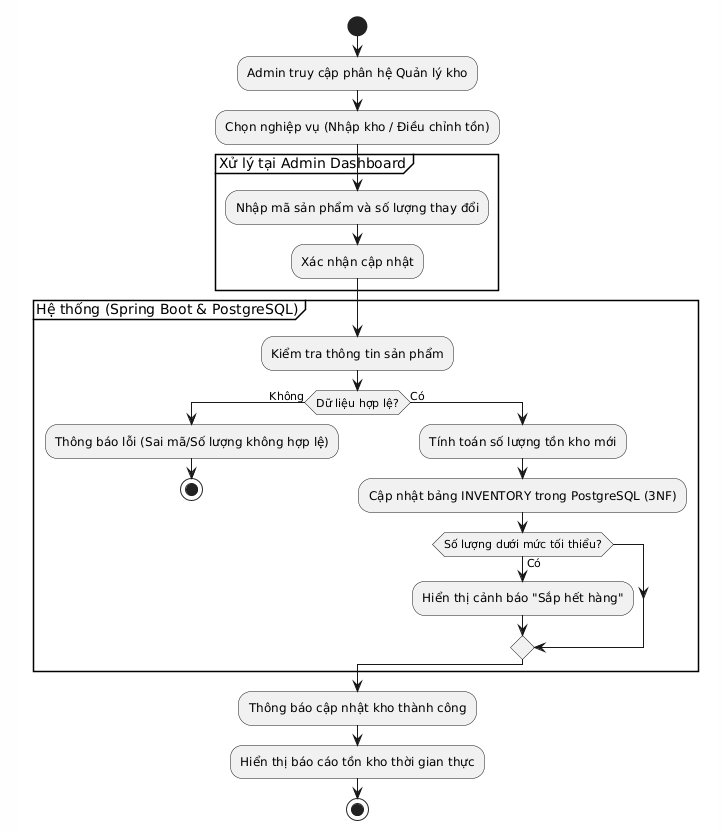 Admin truy cập phân hệ Quản lý kho
Chọn nghiệp vụ (Nhập kho / Điều chỉnh tồn)
Xử lý tại Admin Dashboard
Nhập mã sản phẩm và số lượng thay đổi
Xác nhận cập nhật
Hệ thống (Spring Boot & PostgreSQL)
Kiểm tra thông tin sản phẩm
Không
Dữ liệu hợp lệ?
Có
Thông báo lỗi (Sai mã/Số lượng không hợp lệ)
Tính toán số lượng tồn kho mới
Cập nhật bảng INVENTORY trong PostgreSQL (3NF)
Số lượng dưới mức tối thiểu?
Có
Hiển thị cảnh báo "Sắp hết hàng"
Thông báo cập nhật kho thành công
Hiển thị báo cáo tồn kho thời gian thực